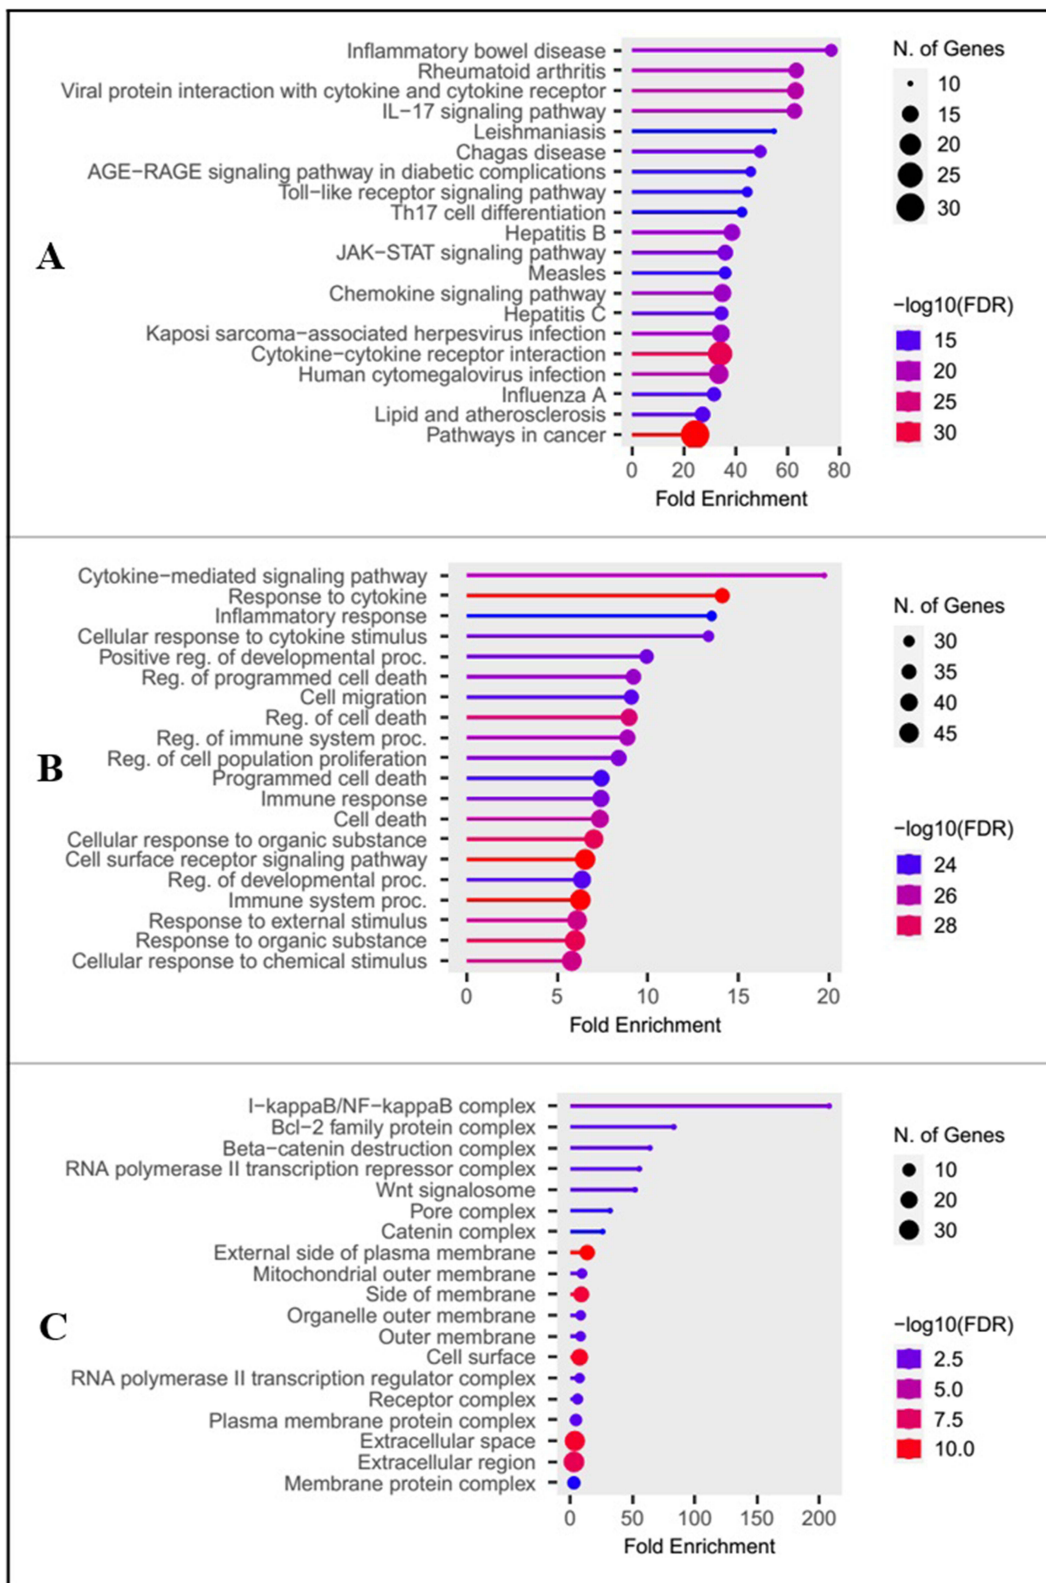 A
Inflammatory bowel disease
Rheumatoid arthritis
Viral protein interaction with cytokine and cytokine receptor
IL−17 signaling pathway
Leishmaniasis
Chagas disease
AGE−RAGE signaling pathway in diabetic complications
Toll−like receptor signaling pathway
Th17 cell differentiation
Hepatitis B
JAK−STAT signaling pathway
Measles
Chemokine signaling pathway
Hepatitis C
Kaposi sarcoma−associated herpesvirus infection
Cytokine−cytokine receptor interaction
Human cytomegalovirus infection
Influenza A
Lipid and atherosclerosis
Pathways in cancer
0 20 40 60 80
Fold Enrichment
N. of Genes
10
15
20
25
30
−log10(FDR)
15
20
25
30
B
Cytokine−mediated signaling pathway
Response to cytokine
Inflammatory response
Cellular response to cytokine stimulus
Positive reg. of developmental proc.
Reg. of programmed cell death
Cell migration
Reg. of cell death
Reg. of immune system proc.
Reg. of cell population proliferation
Programmed cell death
Immune response
Cell death
Cellular response to organic substance
Cell surface receptor signaling pathway
Reg. of developmental proc.
Immune system proc.
Response to external stimulus
Response to organic substance
Cellular response to chemical stimulus
0 5 10 15 20
Fold Enrichment
N. of Genes
30
35
40
45
−log10(FDR)
24
26
28
C
I−kappaB/NF−kappaB complex
Bcl−2 family protein complex
Beta−catenin destruction complex
RNA polymerase II transcription repressor complex
Wnt signalosome
Pore complex
Catenin complex
External side of plasma membrane
Mitochondrial outer membrane
Side of membrane
Organelle outer membrane
Outer membrane
Cell surface
RNA polymerase II transcription regulator complex
Receptor complex
Plasma membrane protein complex
Extracellular space
Extracellular region
Membrane protein complex
0 50 100 150 200
Fold Enrichment
N. of Genes
10
20
30
−log10(FDR)
2.5
5.0
7.5
10.0